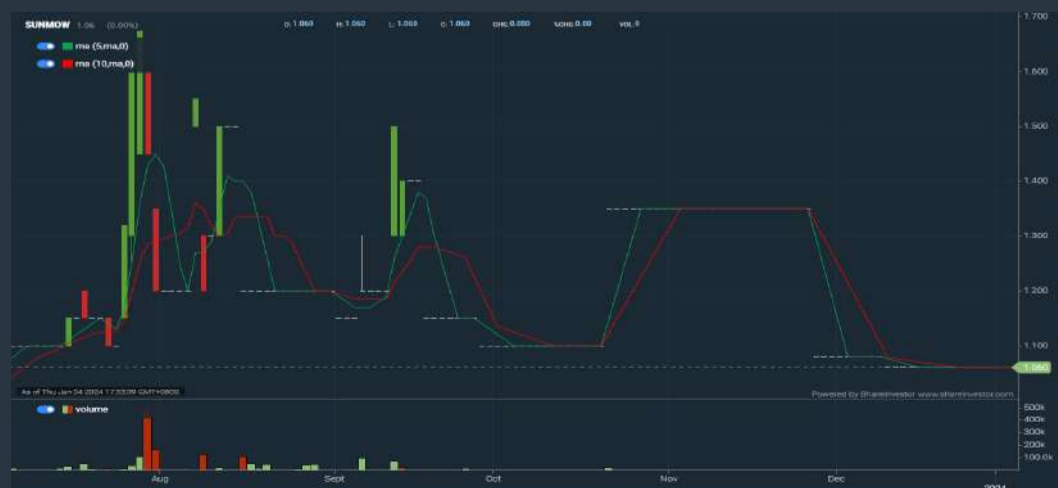 SUNMOW 1.06 (0.00%) O: 1.060 H: 1.060 L: 1.060 C: 1.060 CHG: 0.000 %CHG: 0.00 VOL: 0
ma (5,ma,0)
ma (10,ma,0)
1.700
1.600
1.500
1.400
1.300
1.200
1.100
1.060
As of Thu Jan 04 2024 17:33:09 GMT+0800
Powered by ShareInvestor www.shareinvestor.com
volume
500k
400k
300k
200k
100.0k
Aug Sept Oct Nov Dec
2024